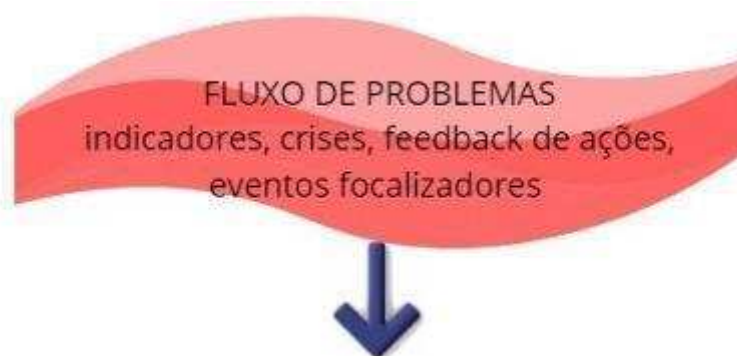 FLUXO DE PROBLEMAS
indicadores, crises, feedback de ações,
eventos focalizadores